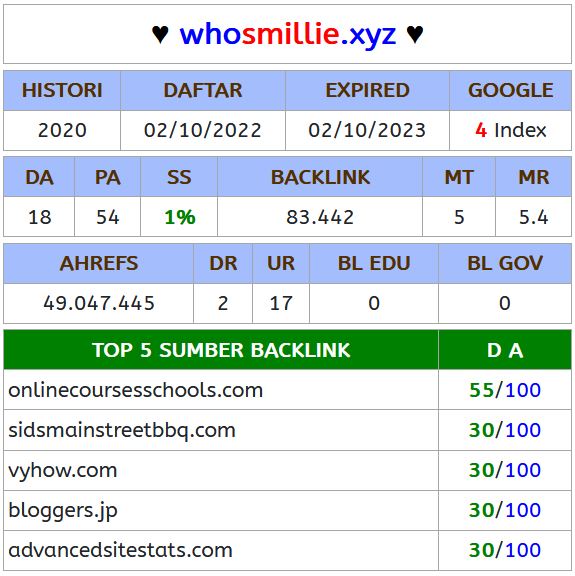 ♥ whosmillie.xyz ♥
HISTORI DAFTAR EXPIRED GOOGLE
2020 02/10/2022 02/10/2023 4 Index
DA PA SS BACKLINK MT MR
18 54 1% 83.442 5 5.4
AHREFS DR UR BL EDU BL GOV
49.047.445 2 17 0 0
TOP 5 SUMBER BACKLINK D A
onlinecoursesschools.com 55/100
sidsmainstreetbbq.com 30/100
vyhow.com 30/100
bloggers.jp 30/100
advancedsitestats.com 30/100